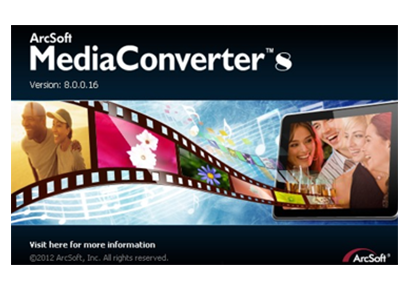 ArcSoft
MediaConverter™ 8
Version: 8.0.0.16
Visit here for more information
©2012 ArcSoft, Inc. All rights reserved.
ArcSoft®